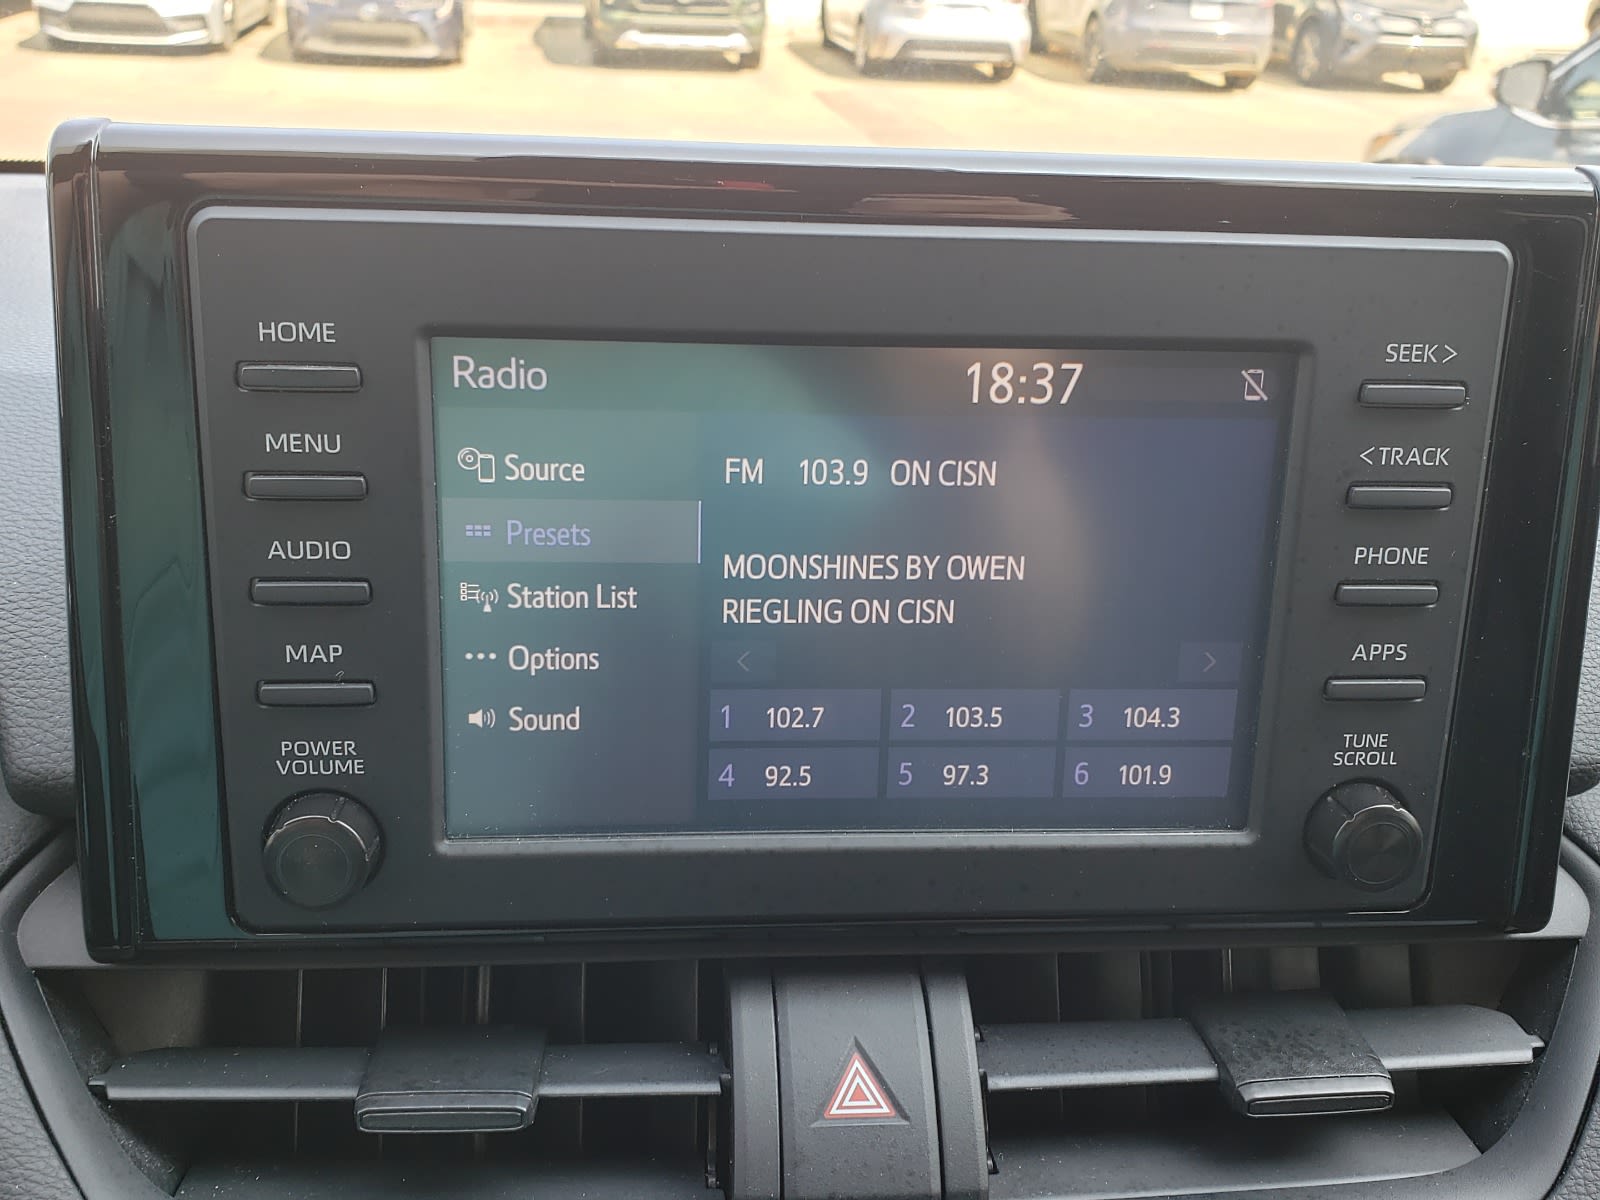 HOME
MENU
AUDIO
MAP
POWER
VOLUME
Radio
18:37
Source
Presets
Station List
Options
Sound
FM 103.9 ON CISN
MOONSHINES BY OWEN
RIEGLING ON CISN
< >
1 102.7 2 103.5 3 104.3
4 92.5 5 97.3 6 101.9
SEEK >
< TRACK
PHONE
APPS
TUNE
SCROLL